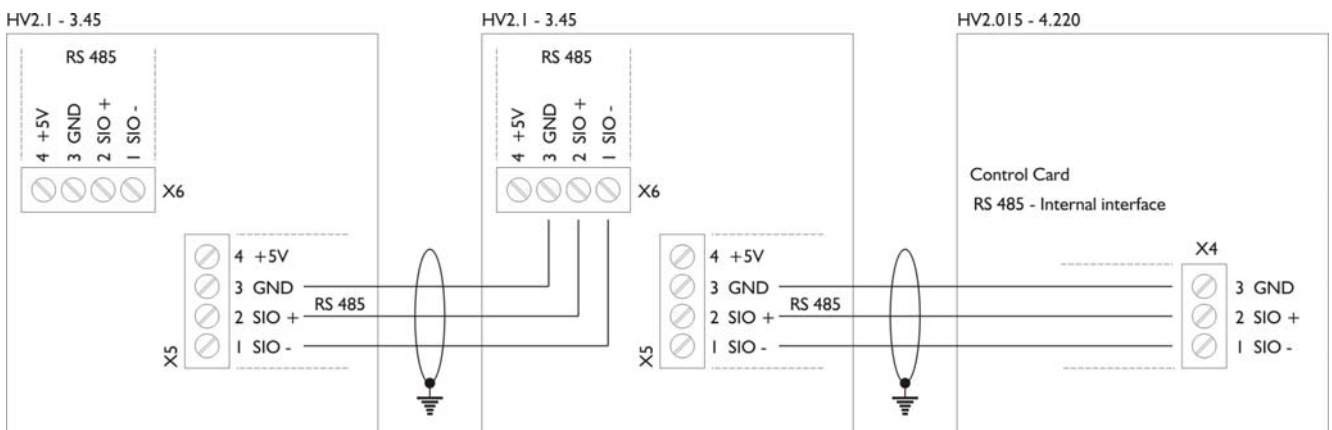 HV2.1 - 3.45
RS 485
4 +5V
3 GND
2 SIO +
1 SIO -
X6
4 +5V
3 GND
2 SIO +
1 SIO -
X5
RS 485
HV2.1 - 3.45
RS 485
4 +5V
3 GND
2 SIO +
1 SIO -
X6
4 +5V
3 GND
2 SIO +
1 SIO -
X5
RS 485
HV2.015 - 4.220
Control Card
RS 485 - Internal interface
X4
3 GND
2 SIO +
1 SIO -